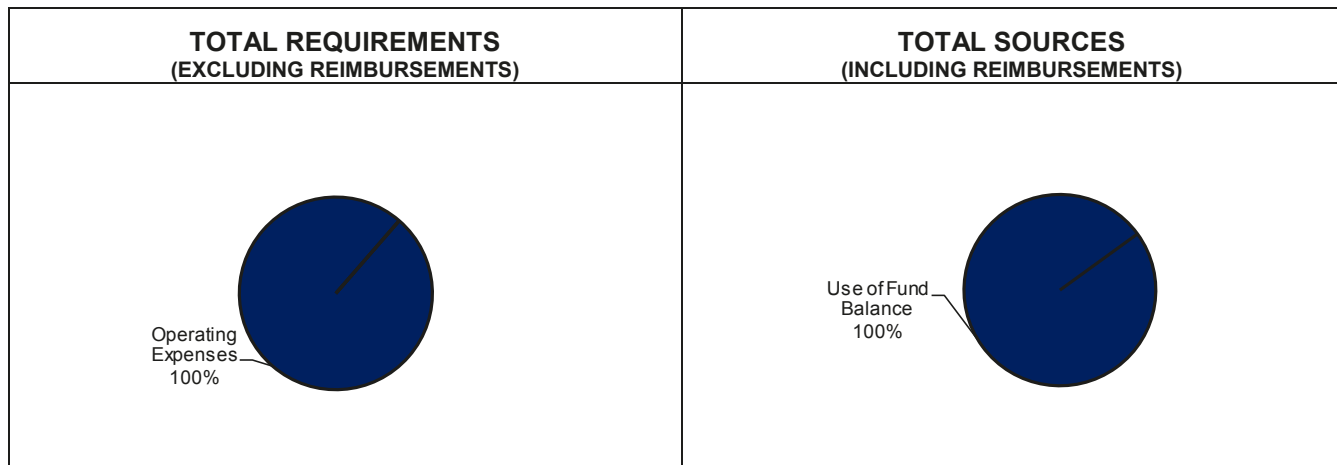 TOTAL REQUIREMENTS
(EXCLUDING REIMBURSEMENTS)
TOTAL SOURCES
(INCLUDING REIMBURSEMENTS)
Operating
Expenses
100%
Use of Fund
Balance
100%